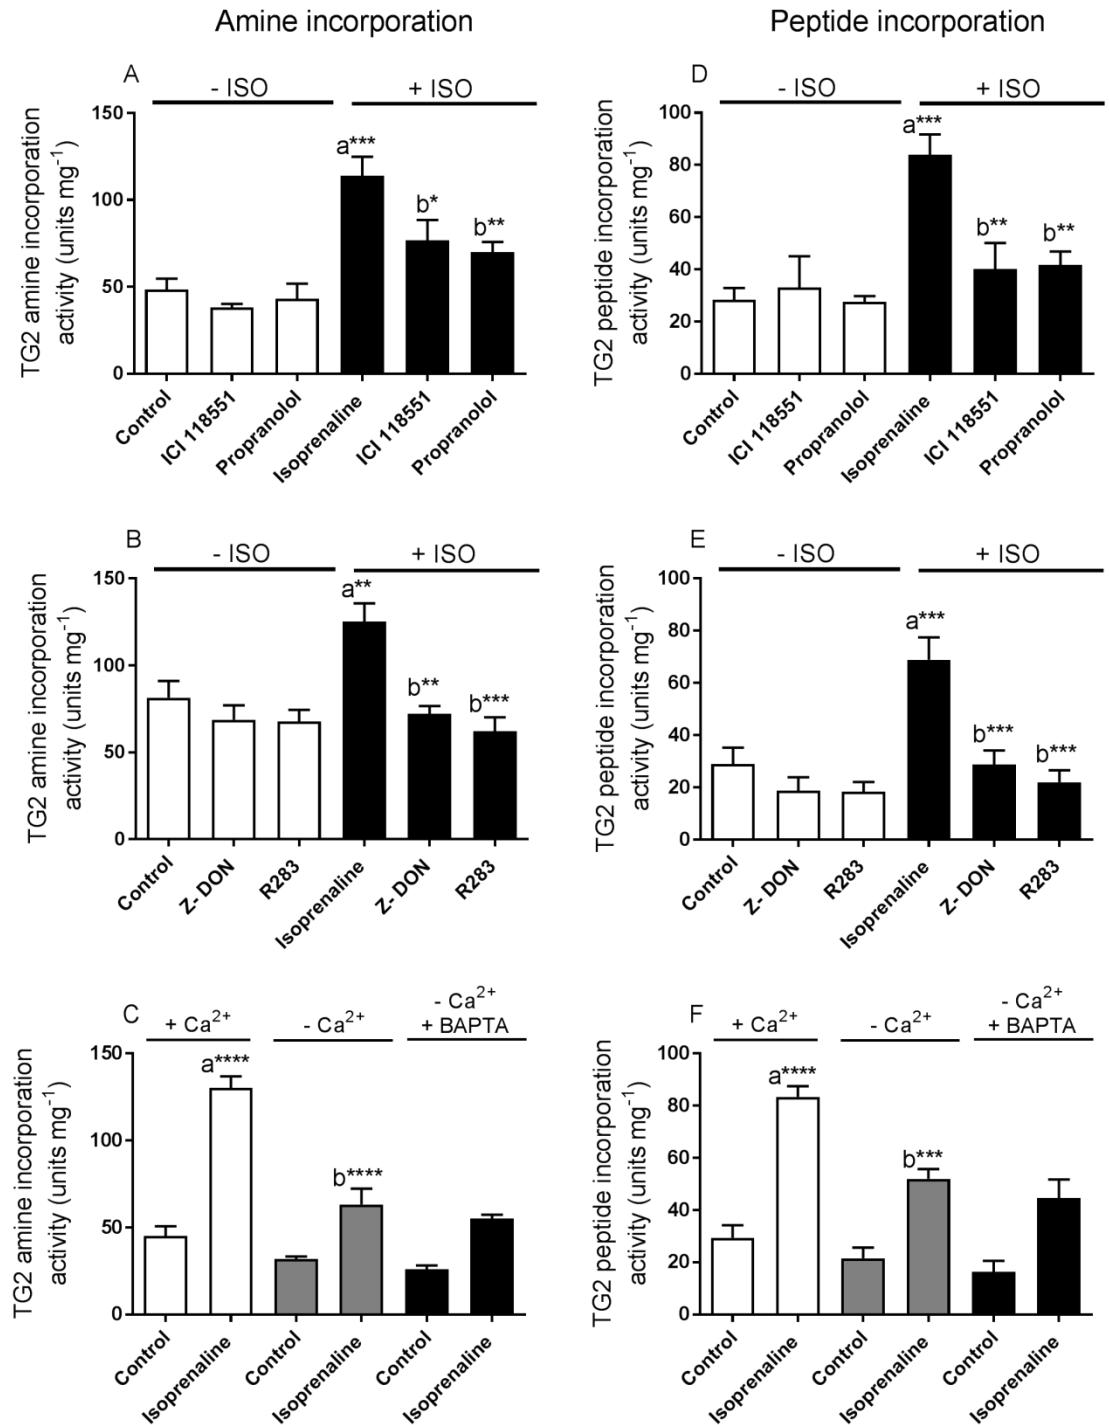 Amine incorporation
Peptide incorporation
A
- ISO
+ ISO
TG2 amine incorporation
activity (units mg⁻¹)
150
100
50
0
a***
b*
b**
Control
ICI 118551
Propranolol
Isoprenaline
ICI 118551
Propranolol
D
- ISO
+ ISO
TG2 peptide incorporation
activity (units mg⁻¹)
100
80
60
40
20
0
a***
b**
b**
Control
ICI 118551
Propranolol
Isoprenaline
ICI 118551
Propranolol
B
- ISO
+ ISO
TG2 amine incorporation
activity (units mg⁻¹)
150
100
50
0
a**
b**
b***
Control
Z- DON
R283
Isoprenaline
Z- DON
R283
E
- ISO
+ ISO
TG2 peptide incorporation
activity (units mg⁻¹)
100
80
60
40
20
0
a***
b***
b***
Control
Z- DON
R283
Isoprenaline
Z- DON
R283
C
+ Ca²⁺
- Ca²⁺
- Ca²⁺
+ BAPTA
TG2 amine incorporation
activity (units mg⁻¹)
150
100
50
0
a****
b****
Control
Isoprenaline
Control
Isoprenaline
Control
Isoprenaline
F
+ Ca²⁺
- Ca²⁺
- Ca²⁺
+ BAPTA
TG2 peptide incorporation
activity (units mg⁻¹)
100
80
60
40
20
0
a****
b***
Control
Isoprenaline
Control
Isoprenaline
Control
Isoprenaline